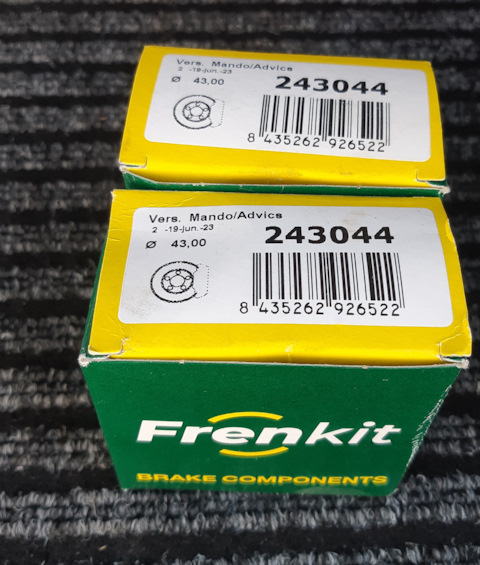 Vers. Mando/Advics
2 -19-jun.-23
Ø 43,00
243044
8 435262 926522
Vers. Mando/Advics
2 -19-jun.-23
Ø 43,00
243044
8 435262 926522
Frenkit
BRAKE COMPONENTS